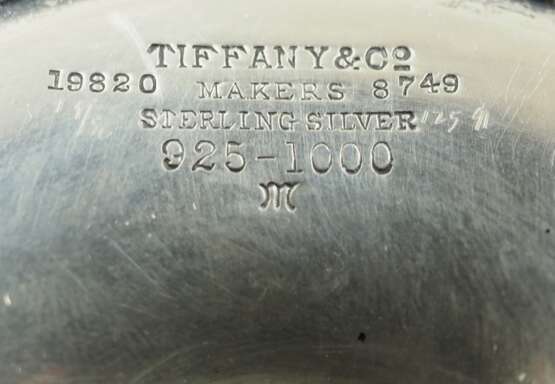 TIFFANY & Cº
19820 MAKERS 8749
STERLING SILVER
925-1000
m